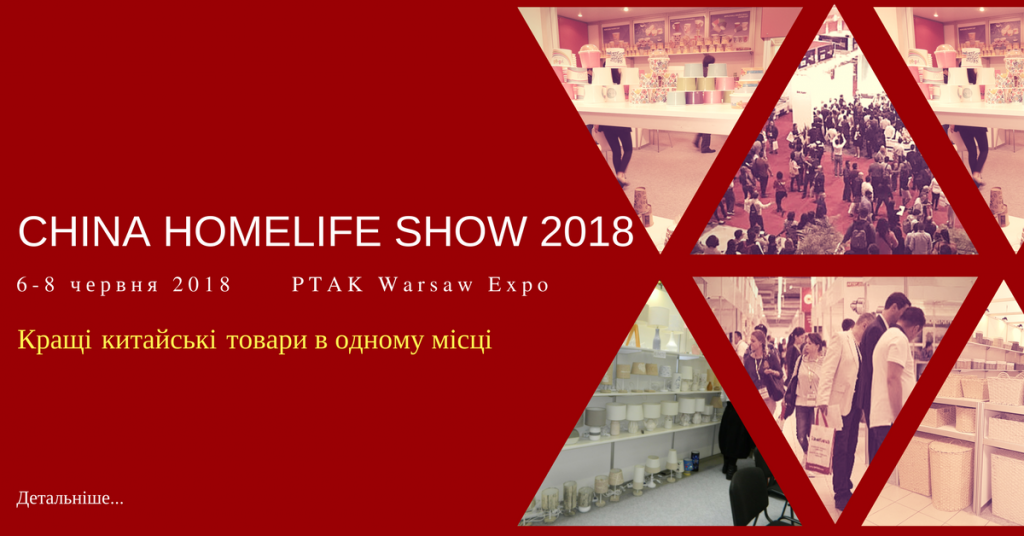 CHINA HOMELIFE SHOW 2018
6-8 червня 2018 PTAK Warsaw Expo
Кращі китайські товари в одному місці
Детальніше...